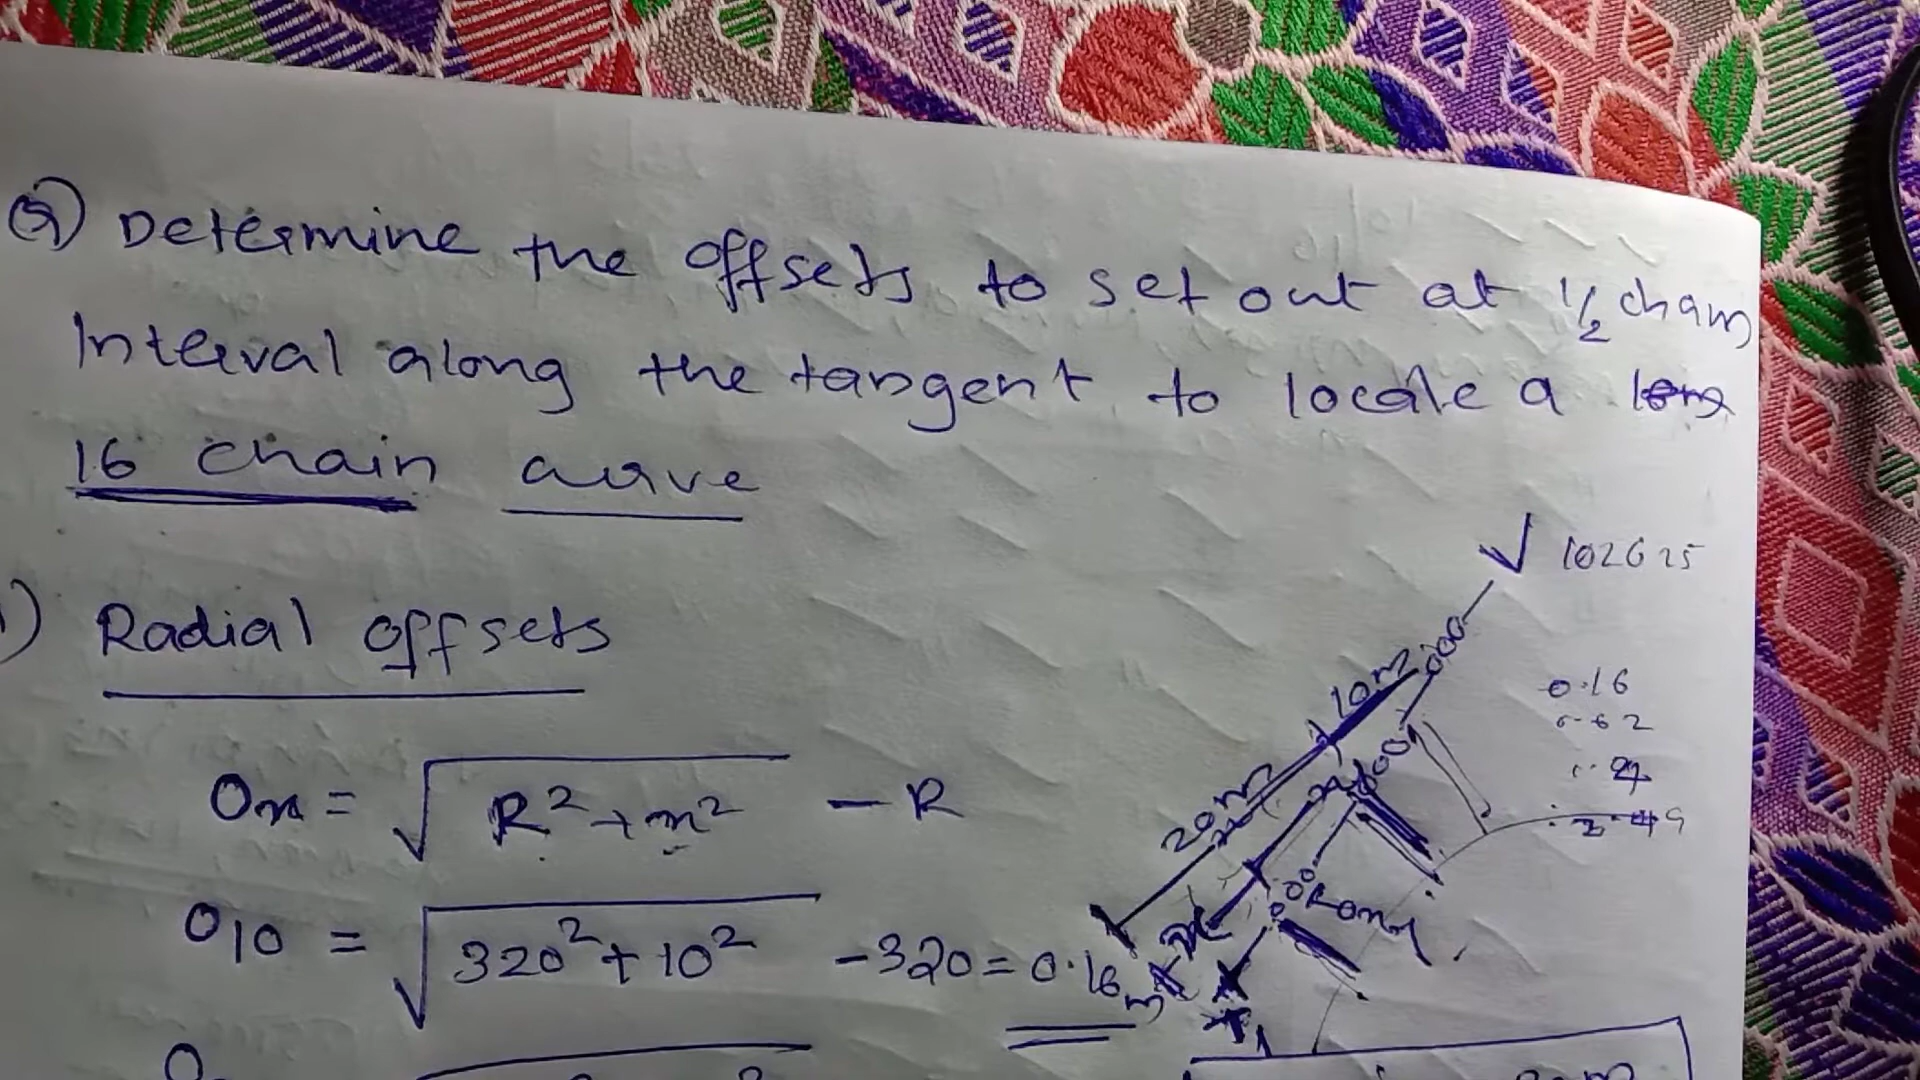 Q) Determine the offsets to set out at 1/2 chain
Interval along the tangent to locate a
16 chain curve
1) Radial offsets
Ox = √R²+x² - R
O10 = √320²+10² -320 = 0.16m
102625
0.16
0.62
10m
20m